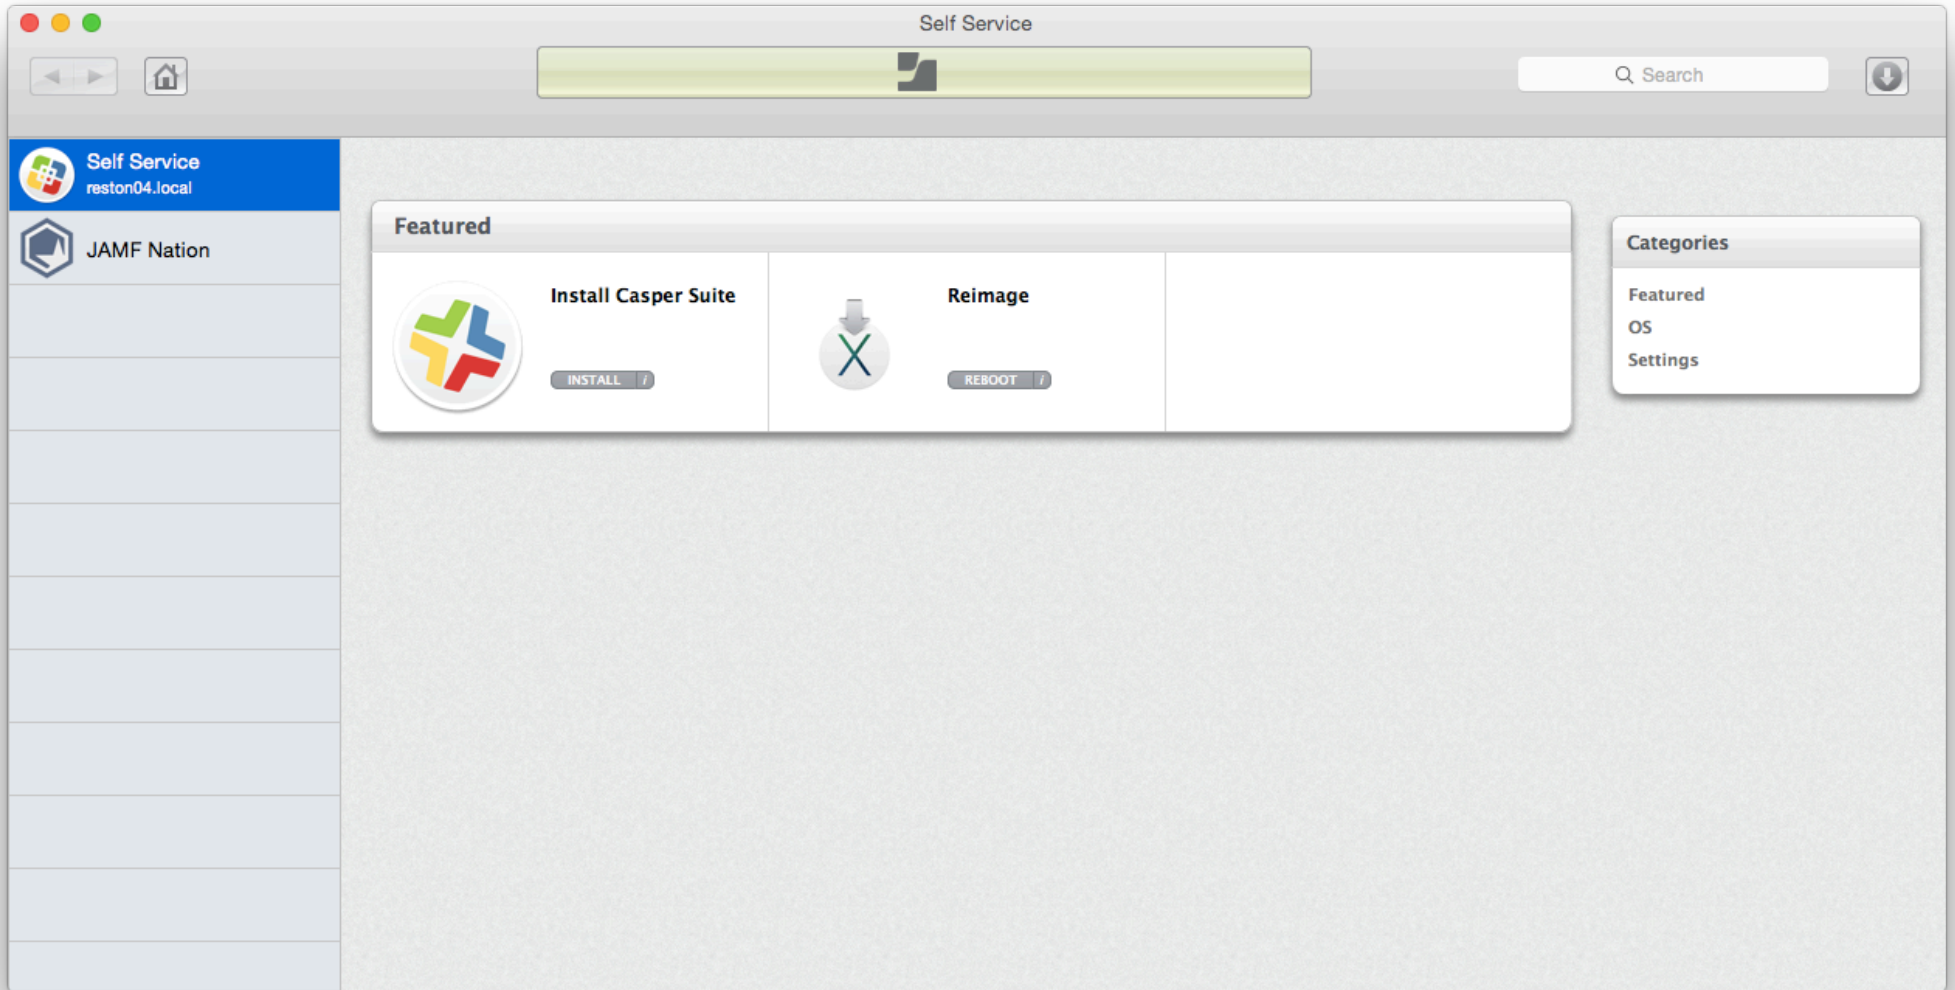 Self Service
Search
Self Service
reston04.local
JAMF Nation
Featured
Install Casper Suite
INSTALL i
Reimage
REBOOT i
Categories
Featured
OS
Settings